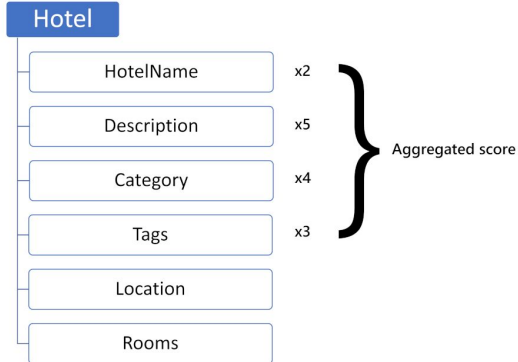 Hotel
HotelName x2
Description x5
Category x4
Tags x3
Aggregated score
Location
Rooms